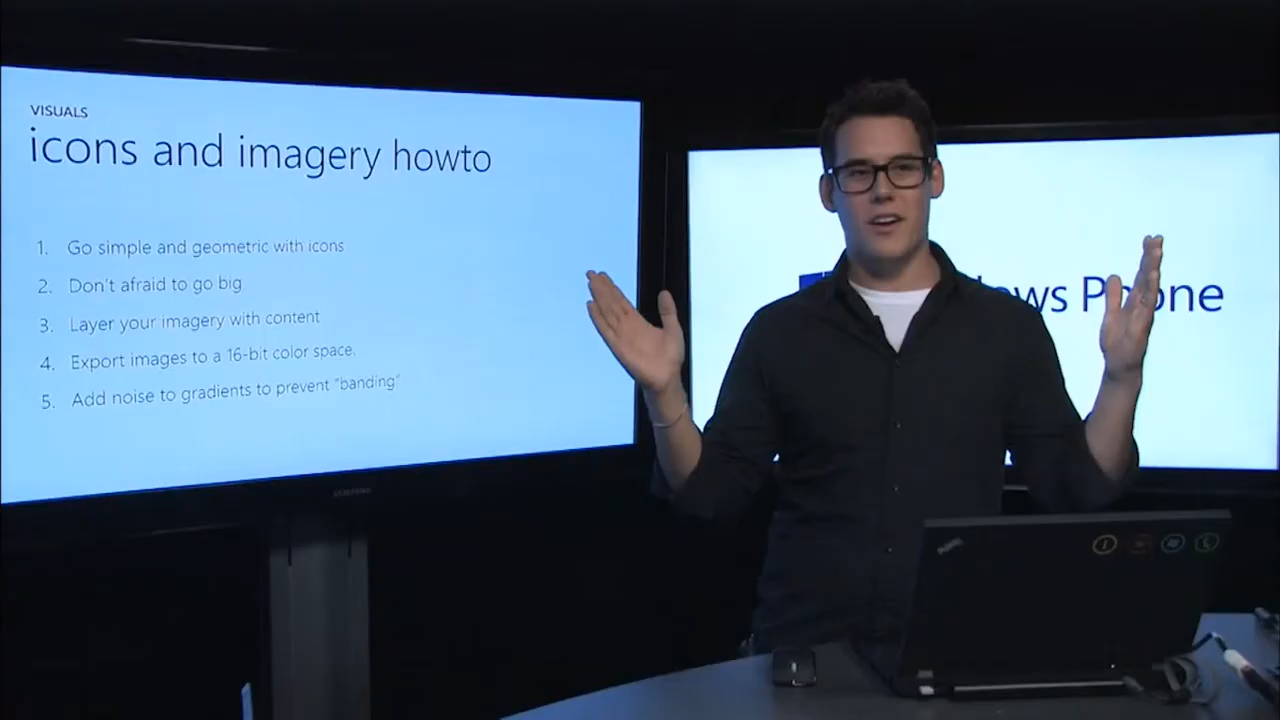 VISUALS
icons and imagery howto
1. Go simple and geometric with icons
2. Don't afraid to go big
3. Layer your imagery with content
4. Export images to a 16-bit color space.
5. Add noise to gradients to prevent “banding”
ows Phone
SAMSUNG